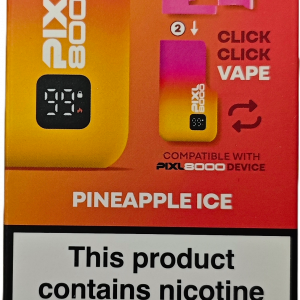 PIXL
8000
99
2
CLICK
CLICK
VAPE
PIXL
8000
99
COMPATIBLE WITH
PIXL8000 DEVICE
PINEAPPLE ICE
This product
contains nicotine